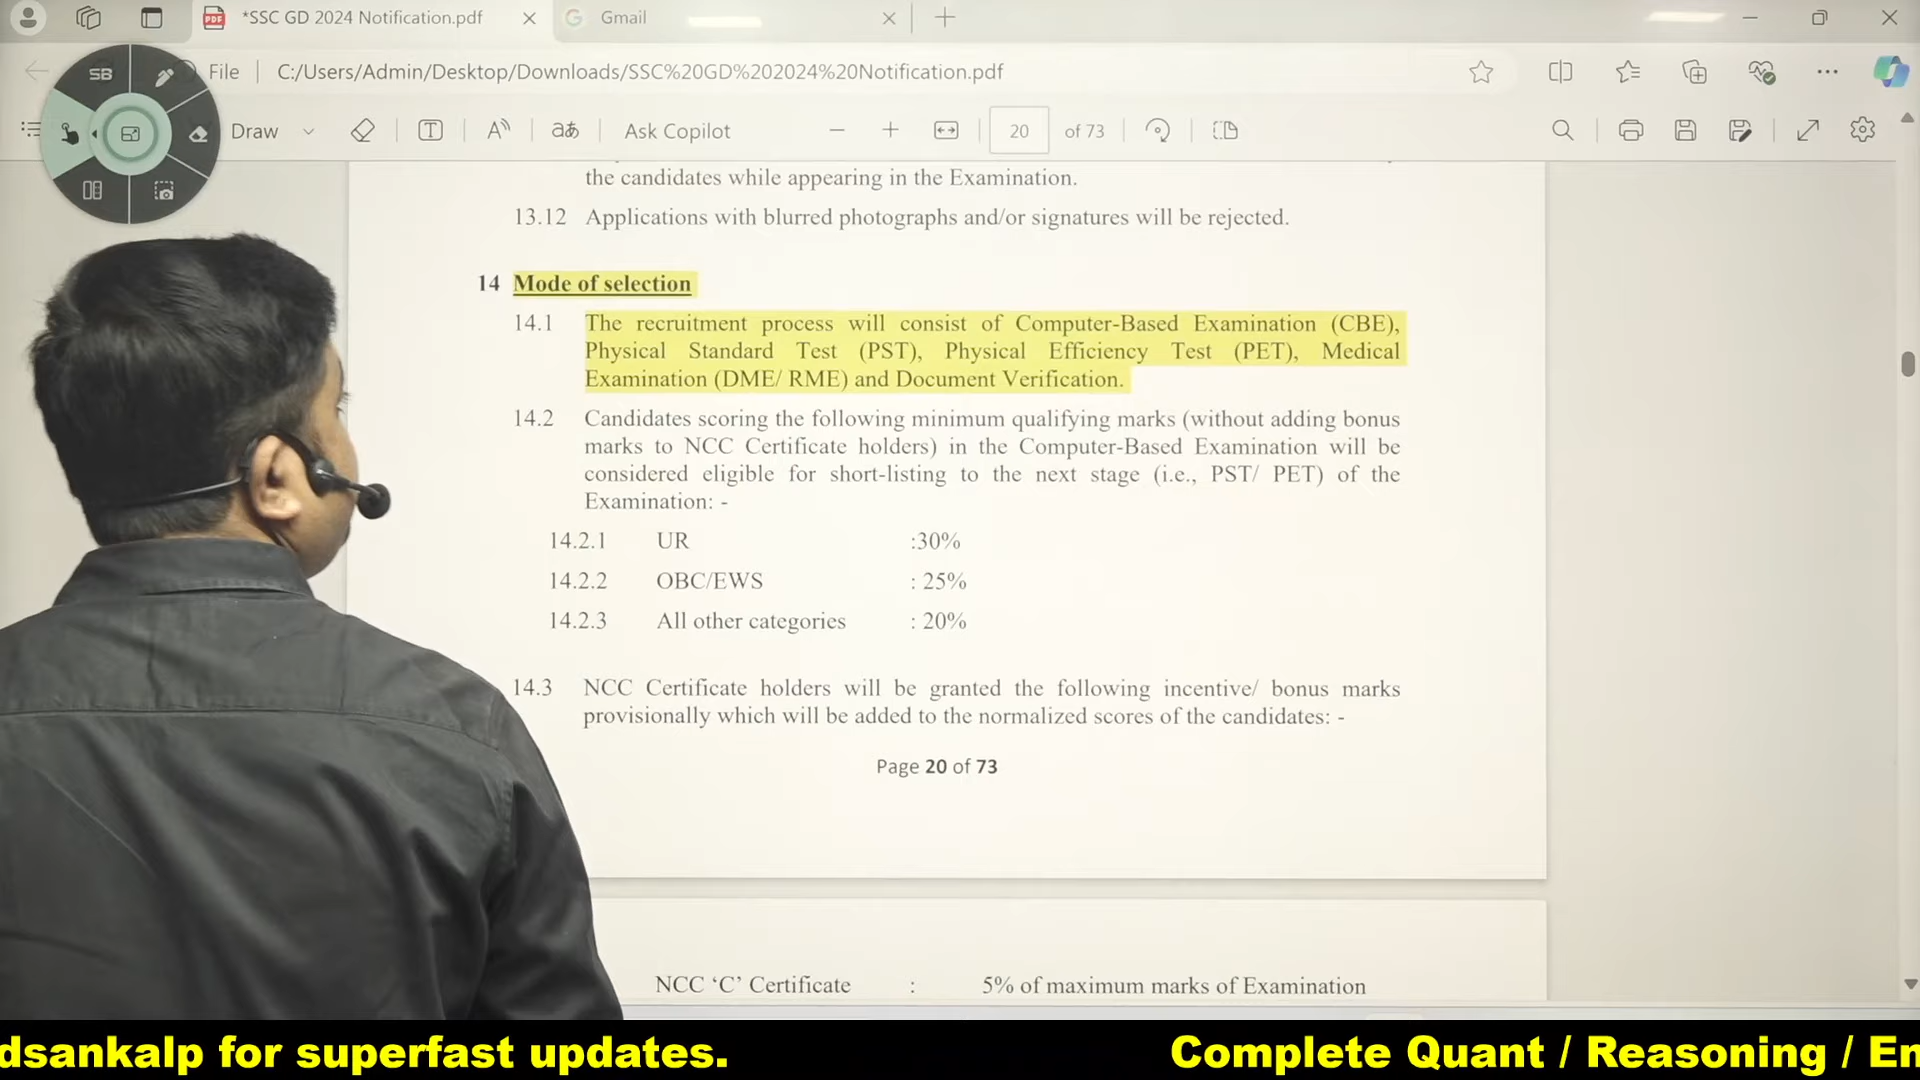 *SSC GD 2024 Notification.pdf
Gmail
SB
File
C:/Users/Admin/Desktop/Downloads/SSC%20GD%202024%20Notification.pdf
Draw
T
A
aあ
Ask Copilot
20
of 73
the candidates while appearing in the Examination.
13.12 Applications with blurred photographs and/or signatures will be rejected.
14 Mode of selection
14.1 The recruitment process will consist of Computer-Based Examination (CBE),
Physical Standard Test (PST), Physical Efficiency Test (PET), Medical
Examination (DME/ RME) and Document Verification.
14.2 Candidates scoring the following minimum qualifying marks (without adding bonus
marks to NCC Certificate holders) in the Computer-Based Examination will be
considered eligible for short-listing to the next stage (i.e., PST/ PET) of the
Examination: -
14.2.1 UR :30%
14.2.2 OBC/EWS : 25%
14.2.3 All other categories : 20%
14.3 NCC Certificate holders will be granted the following incentive/ bonus marks
provisionally which will be added to the normalized scores of the candidates: -
Page 20 of 73
NCC ‘C’ Certificate : 5% of maximum marks of Examination
dsankalp for superfast updates. Complete Quant / Reasoning / En